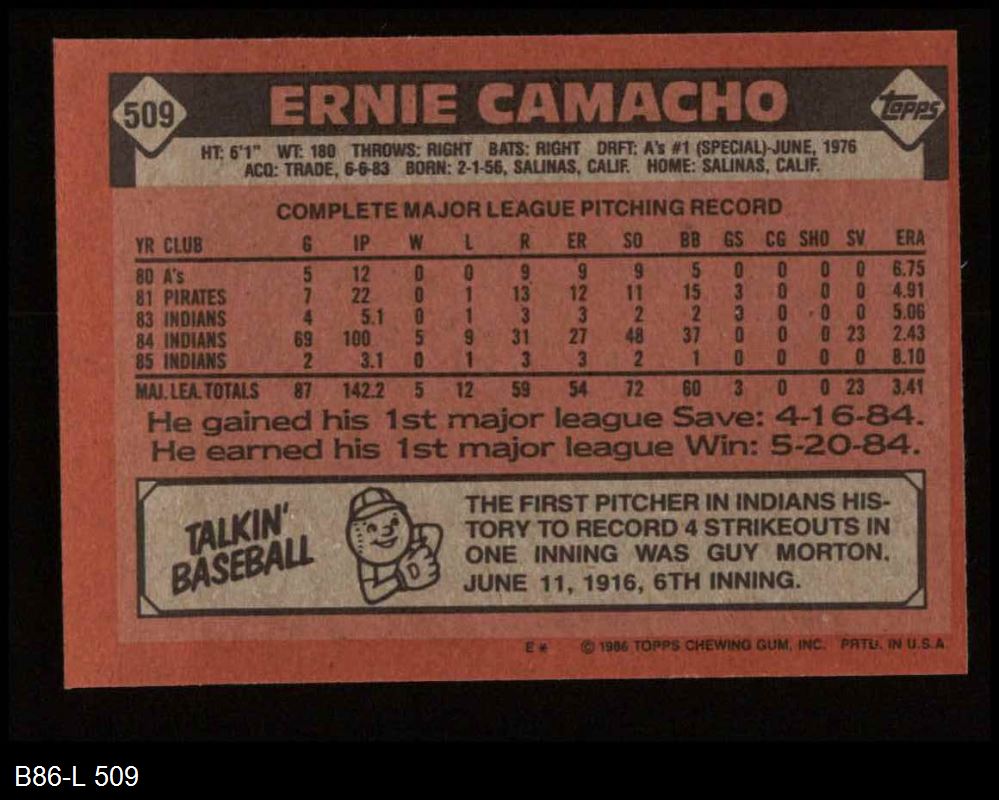 509 ERNIE CAMACHO Topps
HT: 6'1" WT: 180 THROWS: RIGHT BATS: RIGHT DRFT: A's #1 (SPECIAL)-JUNE, 1976
ACQ: TRADE, 6-6-83 BORN: 2-1-56, SALINAS, CALIF. HOME: SALINAS, CALIF.
COMPLETE MAJOR LEAGUE PITCHING RECORD
YR CLUB G IP W L R ER SO BB GS CG SHO SV ERA
80 A's 5 12 0 0 9 9 9 5 0 0 0 0 6.75
81 PIRATES 7 22 0 1 13 12 11 15 3 0 0 0 4.91
83 INDIANS 4 5.1 0 1 3 3 2 2 3 0 0 0 5.06
84 INDIANS 69 100 5 9 31 27 48 37 0 0 0 23 2.43
85 INDIANS 2 3.1 0 1 3 3 2 1 0 0 0 0 8.10
MAJ. LEA. TOTALS 87 142.2 5 12 59 54 72 60 3 0 0 23 3.41
He gained his 1st major league Save: 4-16-84.
He earned his 1st major league Win: 5-20-84.
TALKIN'
BASEBALL
THE FIRST PITCHER IN INDIANS HIS-
TORY TO RECORD 4 STRIKEOUTS IN
ONE INNING WAS GUY MORTON.
JUNE 11, 1916, 6TH INNING.
E* © 1986 TOPPS CHEWING GUM, INC. PRTD. IN U.S.A.
B86-L 509